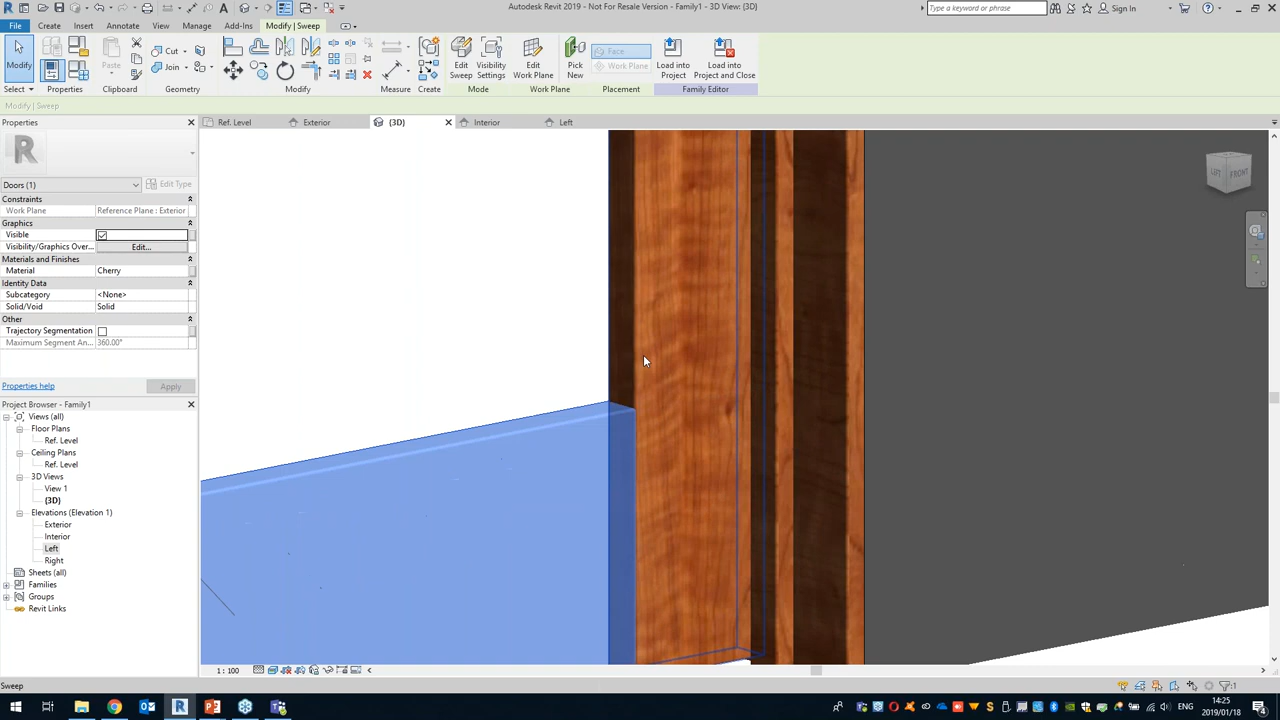 Autodesk Revit 2019 - Not For Resale Version - Family1 - 3D View: {3D}
Type a keyword or phrase
Sign In
File Create Insert Annotate View Manage Add-Ins Modify | Sweep
Modify
Paste
Cut
Join
Edit Sweep
Visibility Settings
Edit Work Plane
Pick New
Face
Work Plane
Load into Project
Load into Project and Close
Select Properties Clipboard Geometry Modify Measure Create Mode Work Plane Placement Family Editor
Modify | Sweep
Properties
Ref. Level Exterior {3D} Interior Left
R
Doors (1) Edit Type
Constraints
Work Plane Reference Plane : Exterior
Graphics
Visible
Visibility/Graphics Over... Edit...
Materials and Finishes
Material Cherry
Identity Data
Subcategory <None>
Solid/Void Solid
Other
Trajectory Segmentation
Maximum Segment An... 360.00°
Properties help Apply
Project Browser - Family1
Views (all)
Floor Plans
Ref. Level
Ceiling Plans
Ref. Level
3D Views
View 1
{3D}
Elevations (Elevation 1)
Exterior
Interior
Left
Right
Sheets (all)
Families
Groups
Revit Links
LEFT FRONT
1 : 100
Sweep
:1
ENG
14:25
2019/01/18